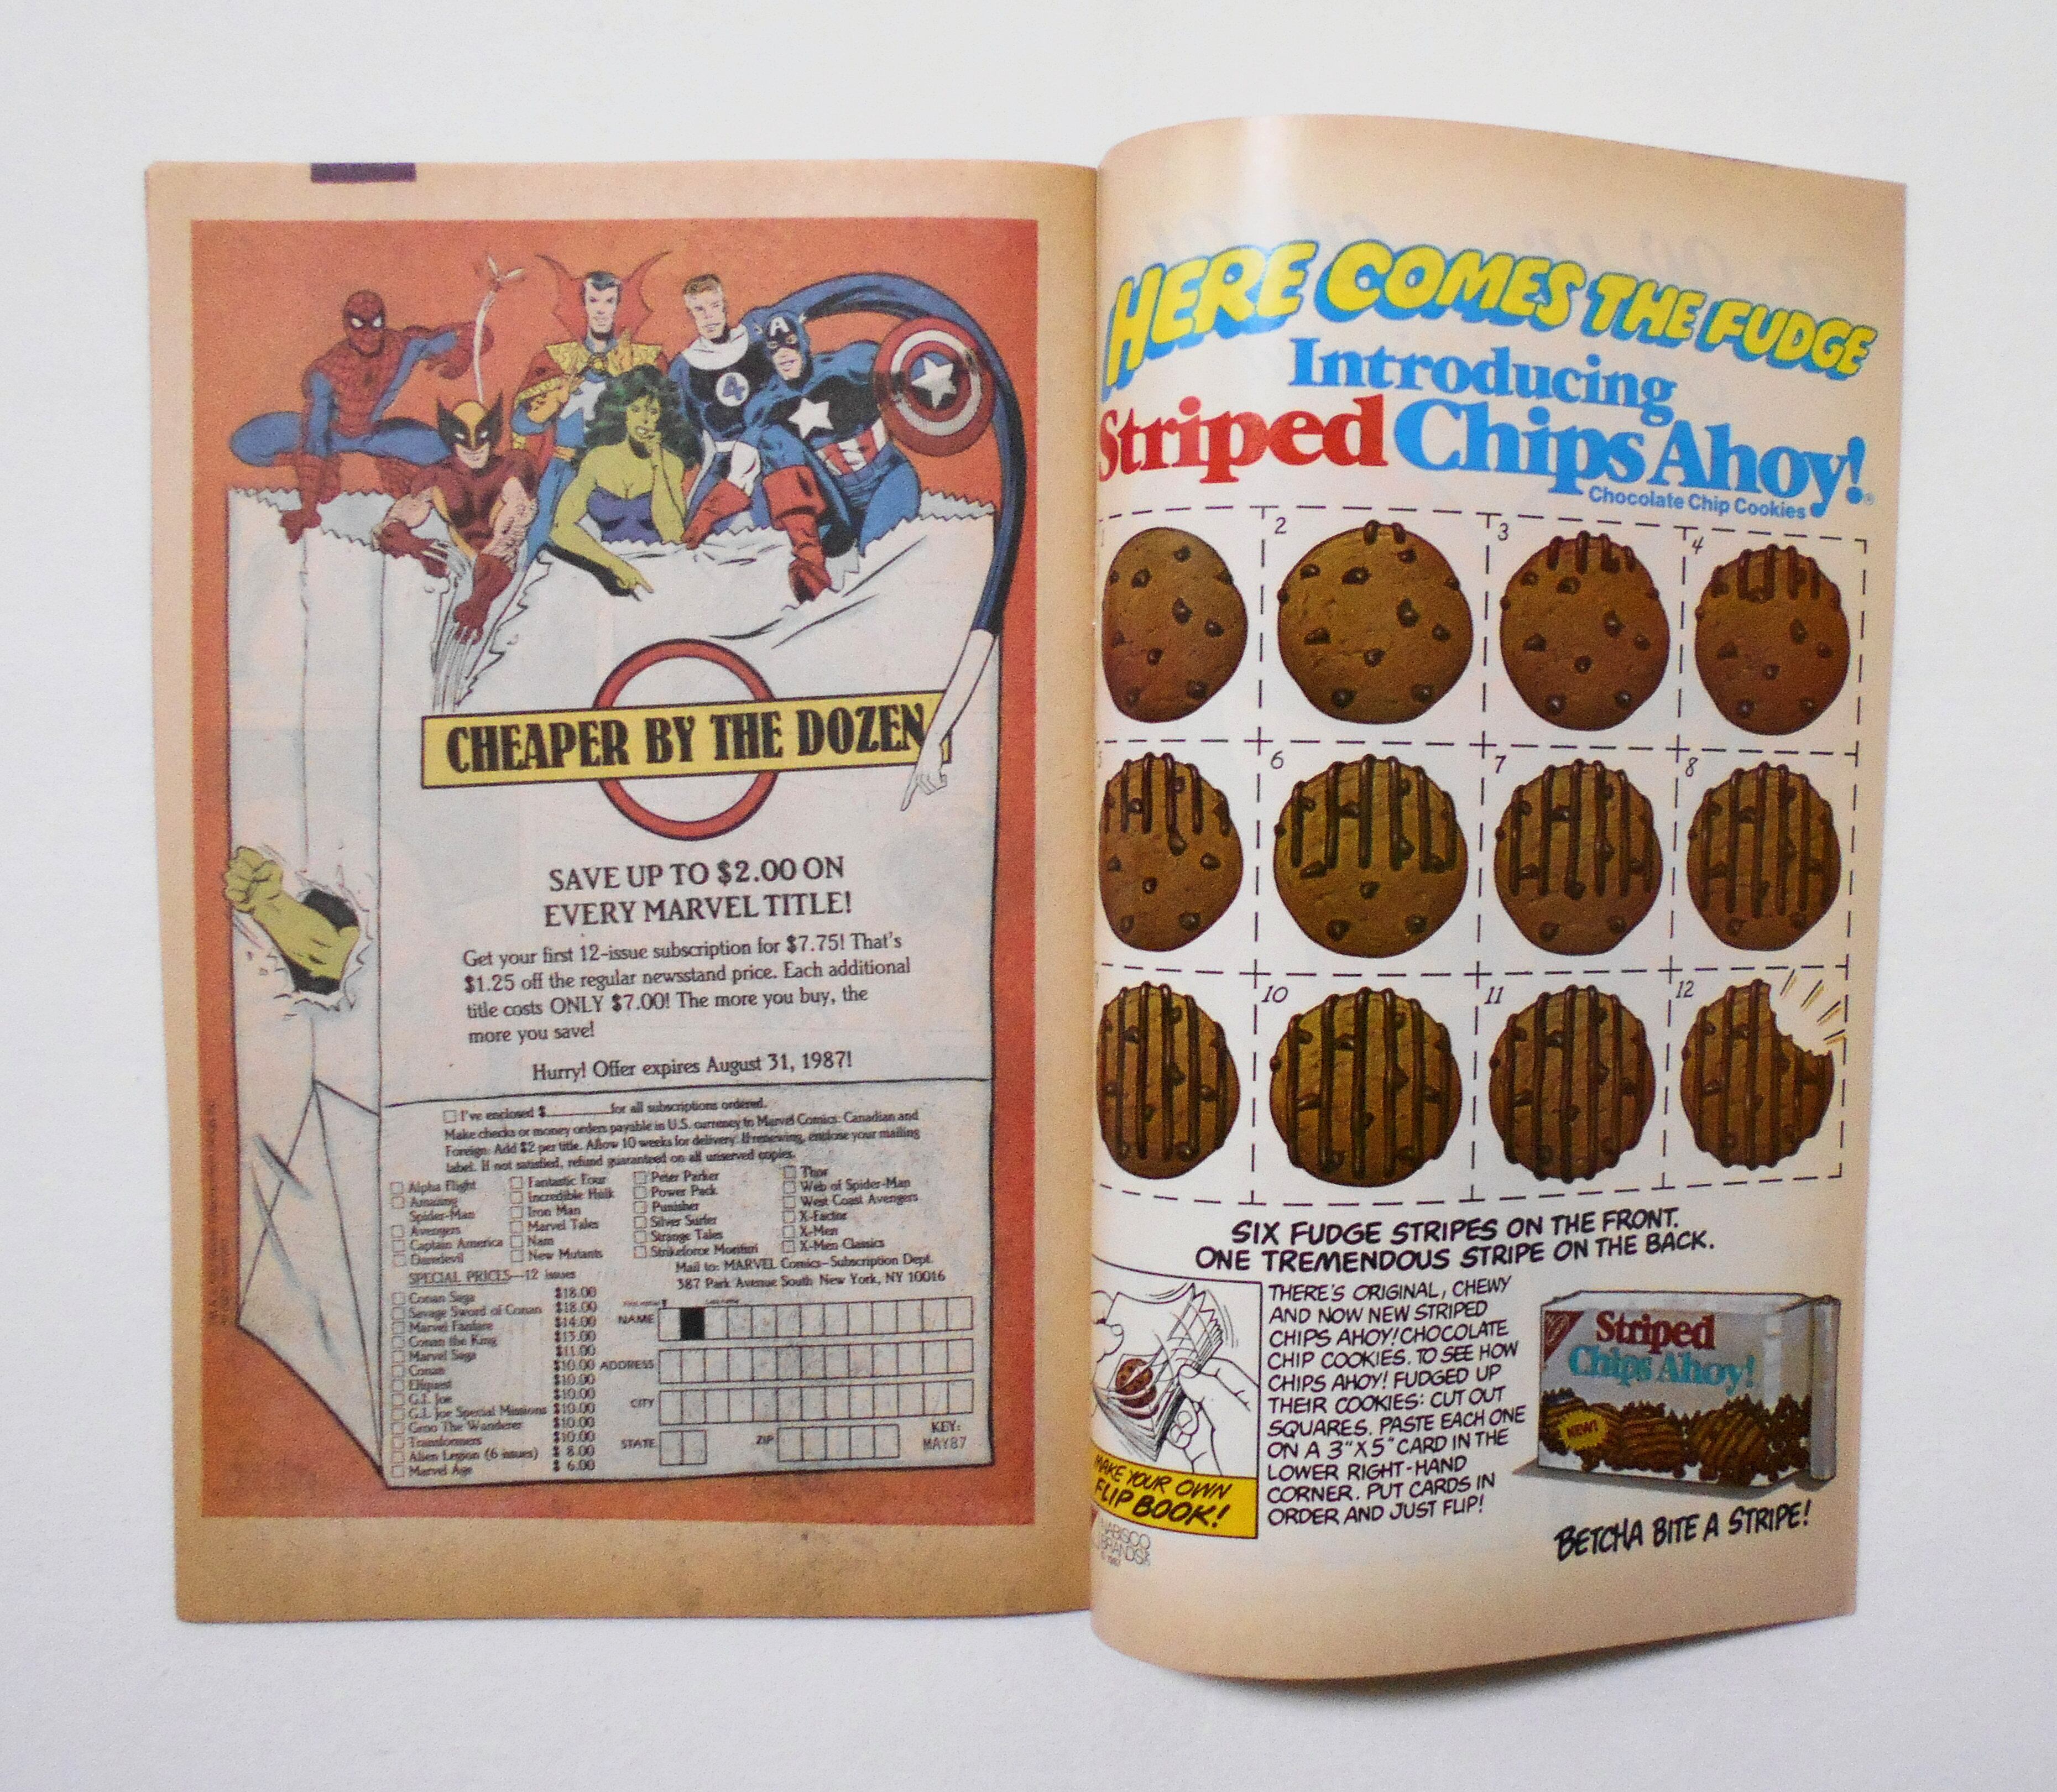 4
A
CHEAPER BY THE DOZEN
SAVE UP TO $2.00 ON
EVERY MARVEL TITLE!
Get your first 12-issue subscription for $7.75! That's
$1.25 off the regular newsstand price. Each additional
title costs ONLY $7.00! The more you buy, the
more you save!
Hurry! Offer expires August 31, 1987!
I've enclosed $ for all subscriptions ordered.
Make checks or money orders payable in U.S. currency to Marvel Comics. Canadian and
Foreign: Add $2 per title. Allow 10 weeks for delivery. If renewing, enclose your mailing
label. If not satisfied, refund guaranteed on all unserved copies.
Alpha Flight
Amazing
Spider-Man
Avengers
Captain America
Daredevil
Fantastic Four
Incredible Hulk
Iron Man
Marvel Tales
Nam
New Mutants
Peter Parker
Power Pack
Punisher
Silver Surfer
Strange Tales
Strikeforce Morituri
Thor
Web of Spider-Man
West Coast Avengers
X-Factor
X-Men
X-Men Classics
SPECIAL PRICES—12 issues
Conan Saga $18.00
Savage Sword of Conan $18.00
Marvel Fanfare $14.00
Conan the King $13.00
Marvel Saga $11.00
Conan $10.00
Elfquest $10.00
G.I. Joe $10.00
G.I. Joe Special Missions $10.00
Groo The Wanderer $10.00
Transformers $10.00
Alien Legion (6 issues) $ 8.00
Marvel Age $ 6.00
Mail to: MARVEL Comics—Subscription Dept.
387 Park Avenue South New York, NY 10016
NAME
ADDRESS
CITY
STATE ZIP
KEY:
MAY87
HERE COMES THE FUDGE
Introducing
Striped Chips Ahoy!®
Chocolate Chip Cookies
2 3 4
6 7 8
10 11 12
SIX FUDGE STRIPES ON THE FRONT.
ONE TREMENDOUS STRIPE ON THE BACK.
MAKE YOUR OWN
FLIP BOOK!
NABISCO
BRANDS
THERE'S ORIGINAL, CHEWY
AND NOW NEW STRIPED
CHIPS AHOY! CHOCOLATE
CHIP COOKIES. TO SEE HOW
CHIPS AHOY! FUDGED UP
THEIR COOKIES: CUT OUT
SQUARES. PASTE EACH ONE
ON A 3"X5" CARD IN THE
LOWER RIGHT-HAND
CORNER. PUT CARDS IN
ORDER AND JUST FLIP!
Striped
Chips Ahoy!
NEW!
BETCHA BITE A STRIPE!